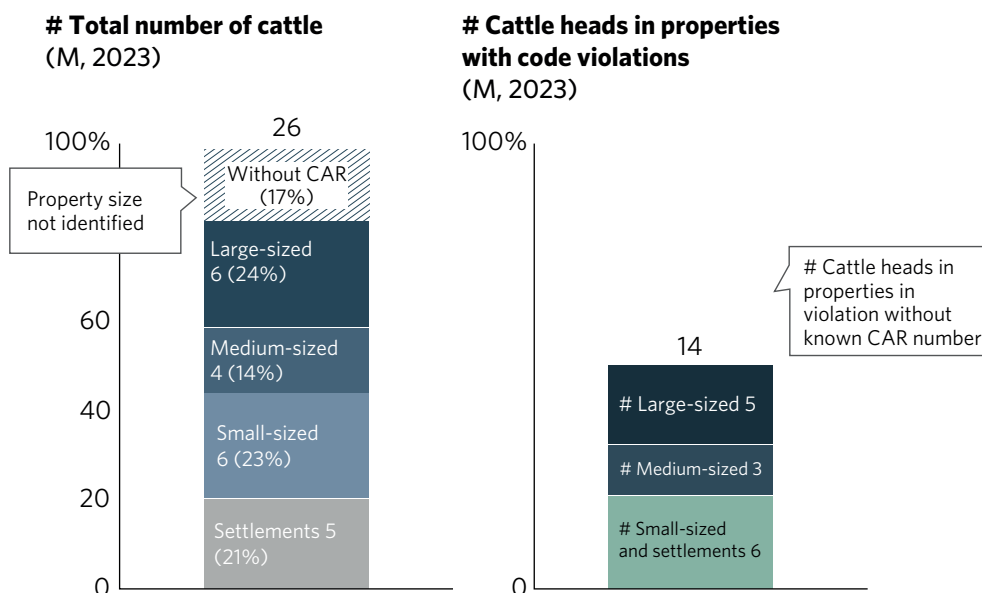 # Total number of cattle
(M, 2023)
26
100%
Without CAR
(17%)
Property size
not identified
Large-sized
6 (24%)
60
Medium-sized
4 (14%)
40
Small-sized
6 (23%)
20
Settlements 5
(21%)
0
# Cattle heads in properties
with code violations
(M, 2023)
100%
# Cattle heads in
properties in
violation without
known CAR number
14
# Large-sized 5
# Medium-sized 3
# Small-sized
and settlements 6
0